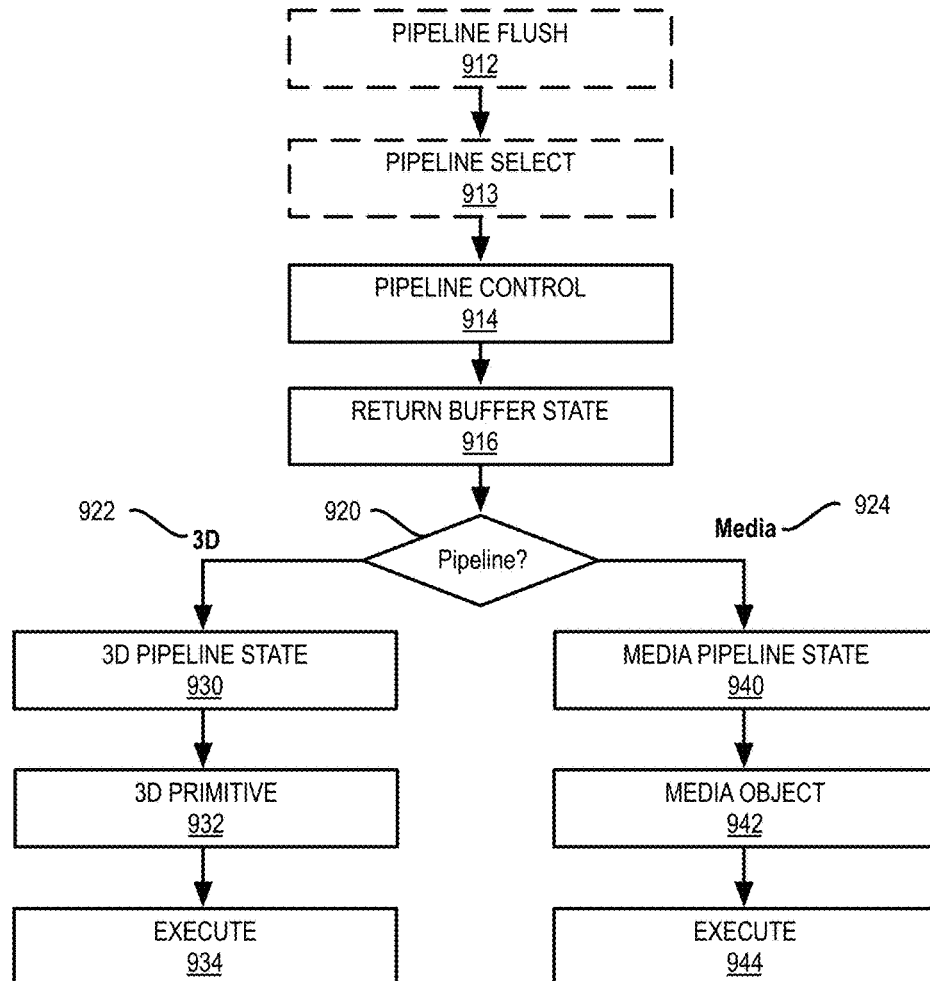 PIPELINE FLUSH
912
PIPELINE SELECT
913
PIPELINE CONTROL
914
RETURN BUFFER STATE
916
922
3D
920
Pipeline?
Media
924
3D PIPELINE STATE
930
MEDIA PIPELINE STATE
940
3D PRIMITIVE
932
MEDIA OBJECT
942
EXECUTE
934
EXECUTE
944